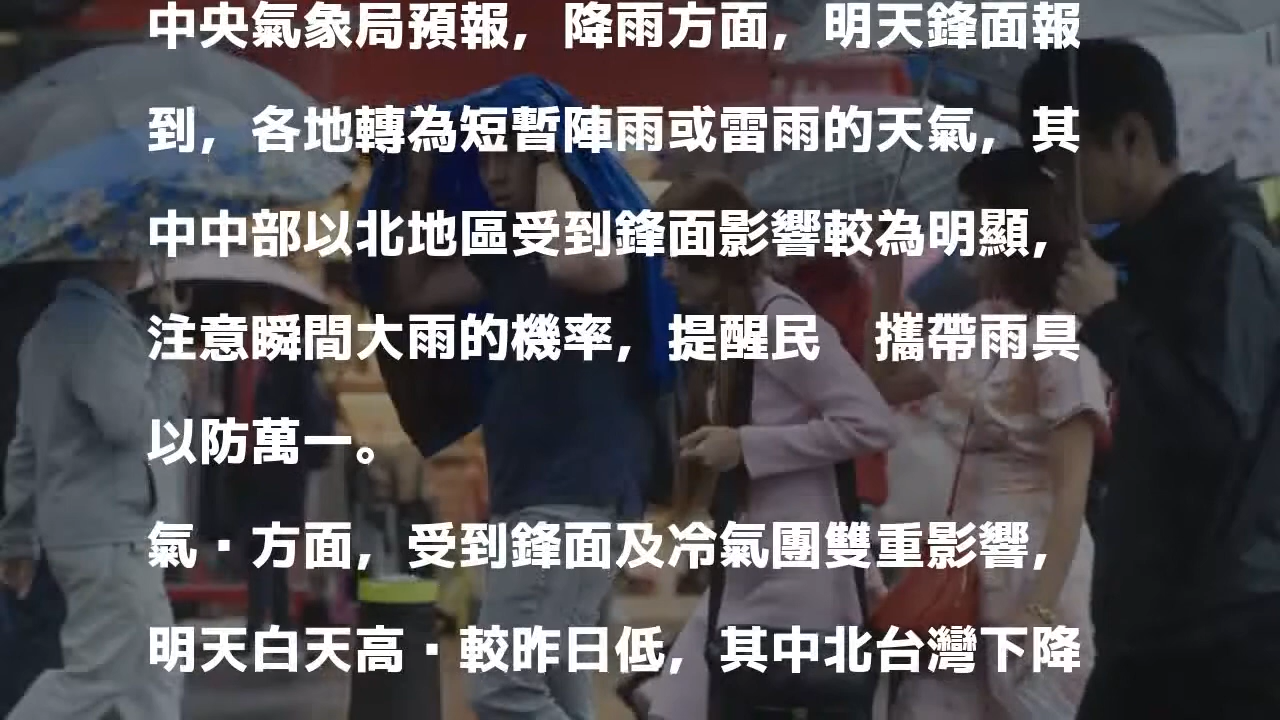 中央氣象局預報，降雨方面，明天鋒面報
到，各地轉為短暫陣雨或雷雨的天氣，其
中中部以北地區受到鋒面影響較為明顯，
注意瞬間大雨的機率，提醒民　攜帶雨具
以防萬一。
氣·方面，受到鋒面及冷氣團雙重影響，
明天白天高·較昨日低，其中北台灣下降